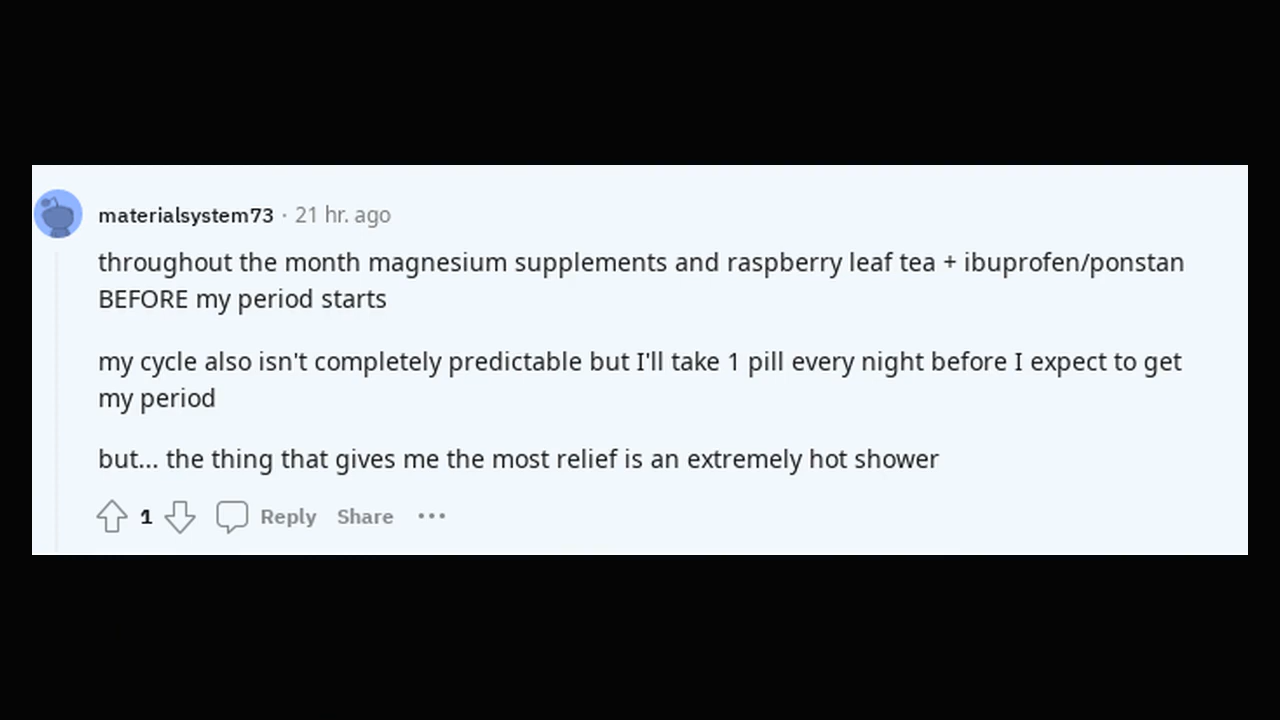 materialsystem73 · 21 hr. ago
throughout the month magnesium supplements and raspberry leaf tea + ibuprofen/ponstan
BEFORE my period starts
my cycle also isn't completely predictable but I'll take 1 pill every night before I expect to get
my period
but... the thing that gives me the most relief is an extremely hot shower
1 Reply Share ...